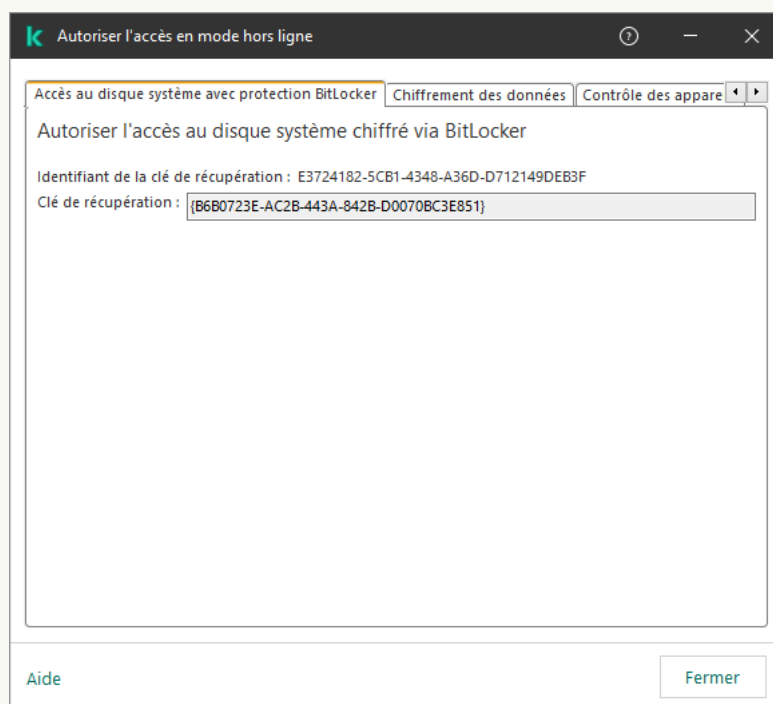 Autoriser l'accès en mode hors ligne
Accès au disque système avec protection BitLocker
Chiffrement des données
Contrôle des appare
Autoriser l'accès au disque système chiffré via BitLocker
Identifiant de la clé de récupération : E3724182-5CB1-4348-A36D-D712149DEB3F
Clé de récupération : {B6B0723E-AC2B-443A-842B-D0070BC3E851}
Aide
Fermer